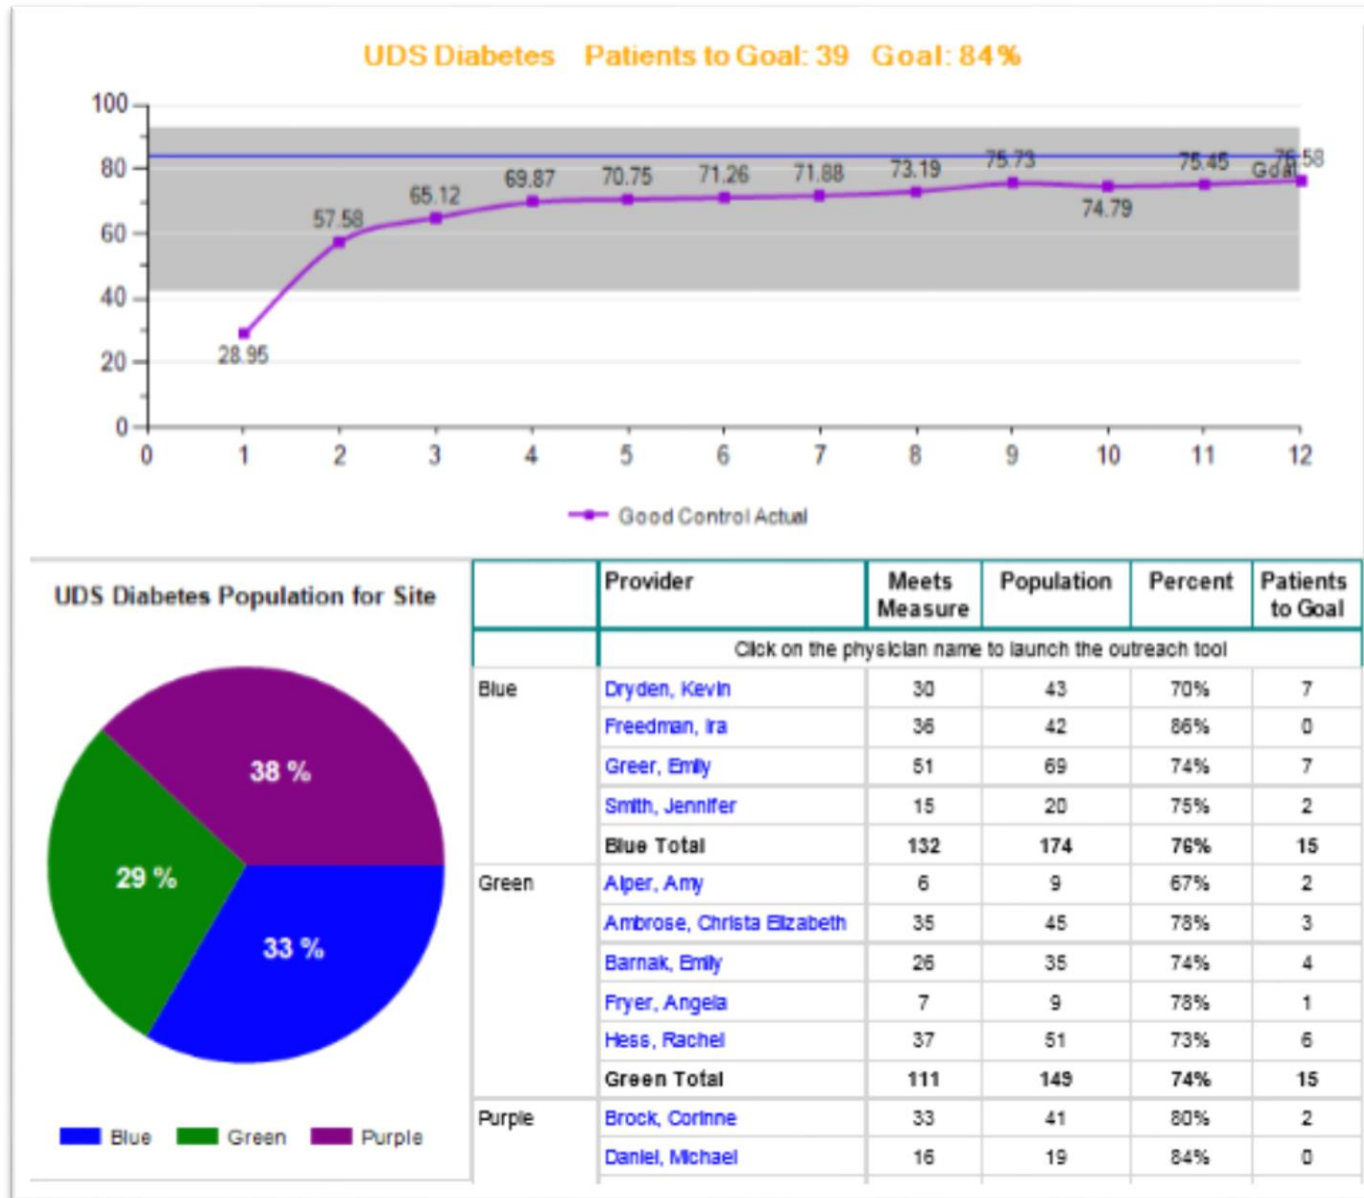 UDS Diabetes Patients to Goal: 39 Goal: 84%
100
80
60
40
20
0
28.95
57.58
65.12
69.87
70.75
71.26
71.88
73.19
75.73
74.79
75.45
76.58
Goal
0 1 2 3 4 5 6 7 8 9 10 11 12
Good Control Actual
UDS Diabetes Population for Site
38 %
29 %
33 %
Blue Green Purple
Provider Meets Measure Population Percent Patients to Goal
Click on the physician name to launch the outreach tool
Blue Dryden, Kevin 30 43 70% 7
Freedman, Ira 36 42 86% 0
Greer, Emily 51 69 74% 7
Smith, Jennifer 15 20 75% 2
Blue Total 132 174 76% 15
Green Alper, Amy 6 9 67% 2
Ambrose, Christa Elizabeth 35 45 78% 3
Barnak, Emily 26 35 74% 4
Fryer, Angela 7 9 78% 1
Hess, Rachel 37 51 73% 6
Green Total 111 149 74% 15
Purple Brock, Corinne 33 41 80% 2
Daniel, Michael 16 19 84% 0